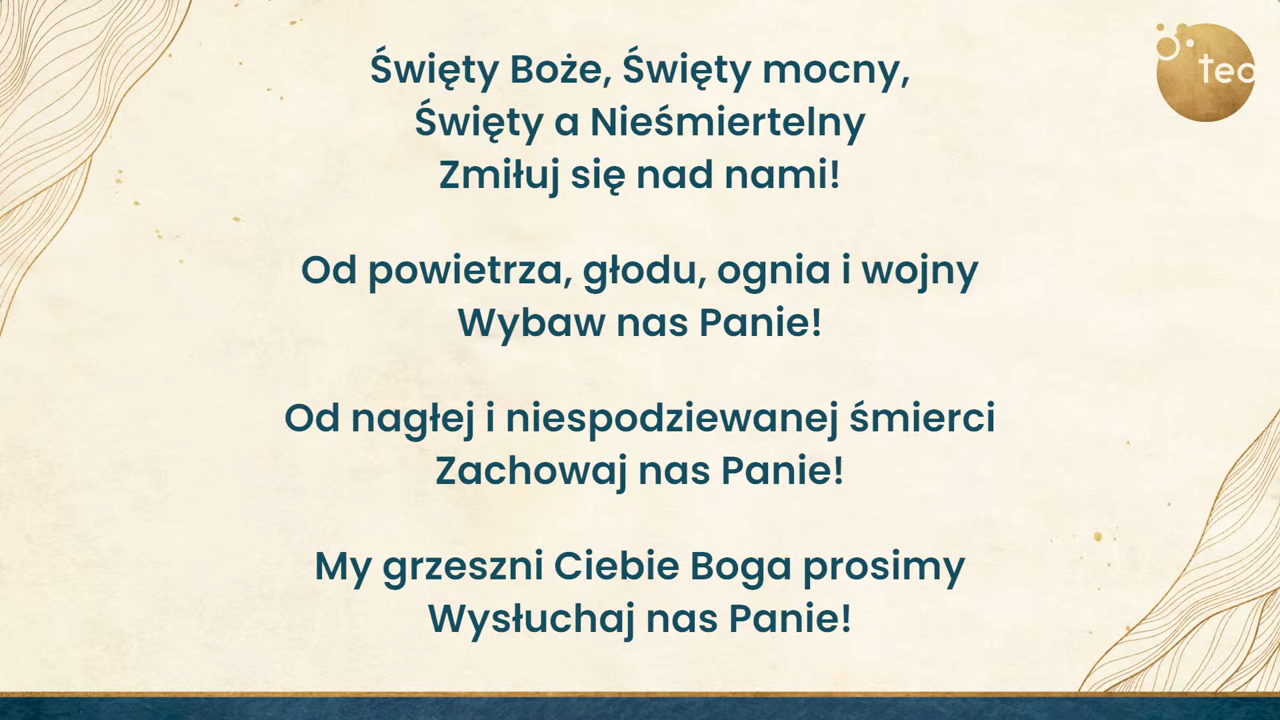 Święty Boże, Święty mocny,
Święty a Nieśmiertelny
Zmiłuj się nad nami!
Od powietrza, głodu, ognia i wojny
Wybaw nas Panie!
Od nagłej i niespodziewanej śmierci
Zachowaj nas Panie!
My grzeszni Ciebie Boga prosimy
Wysłuchaj nas Panie!
teo